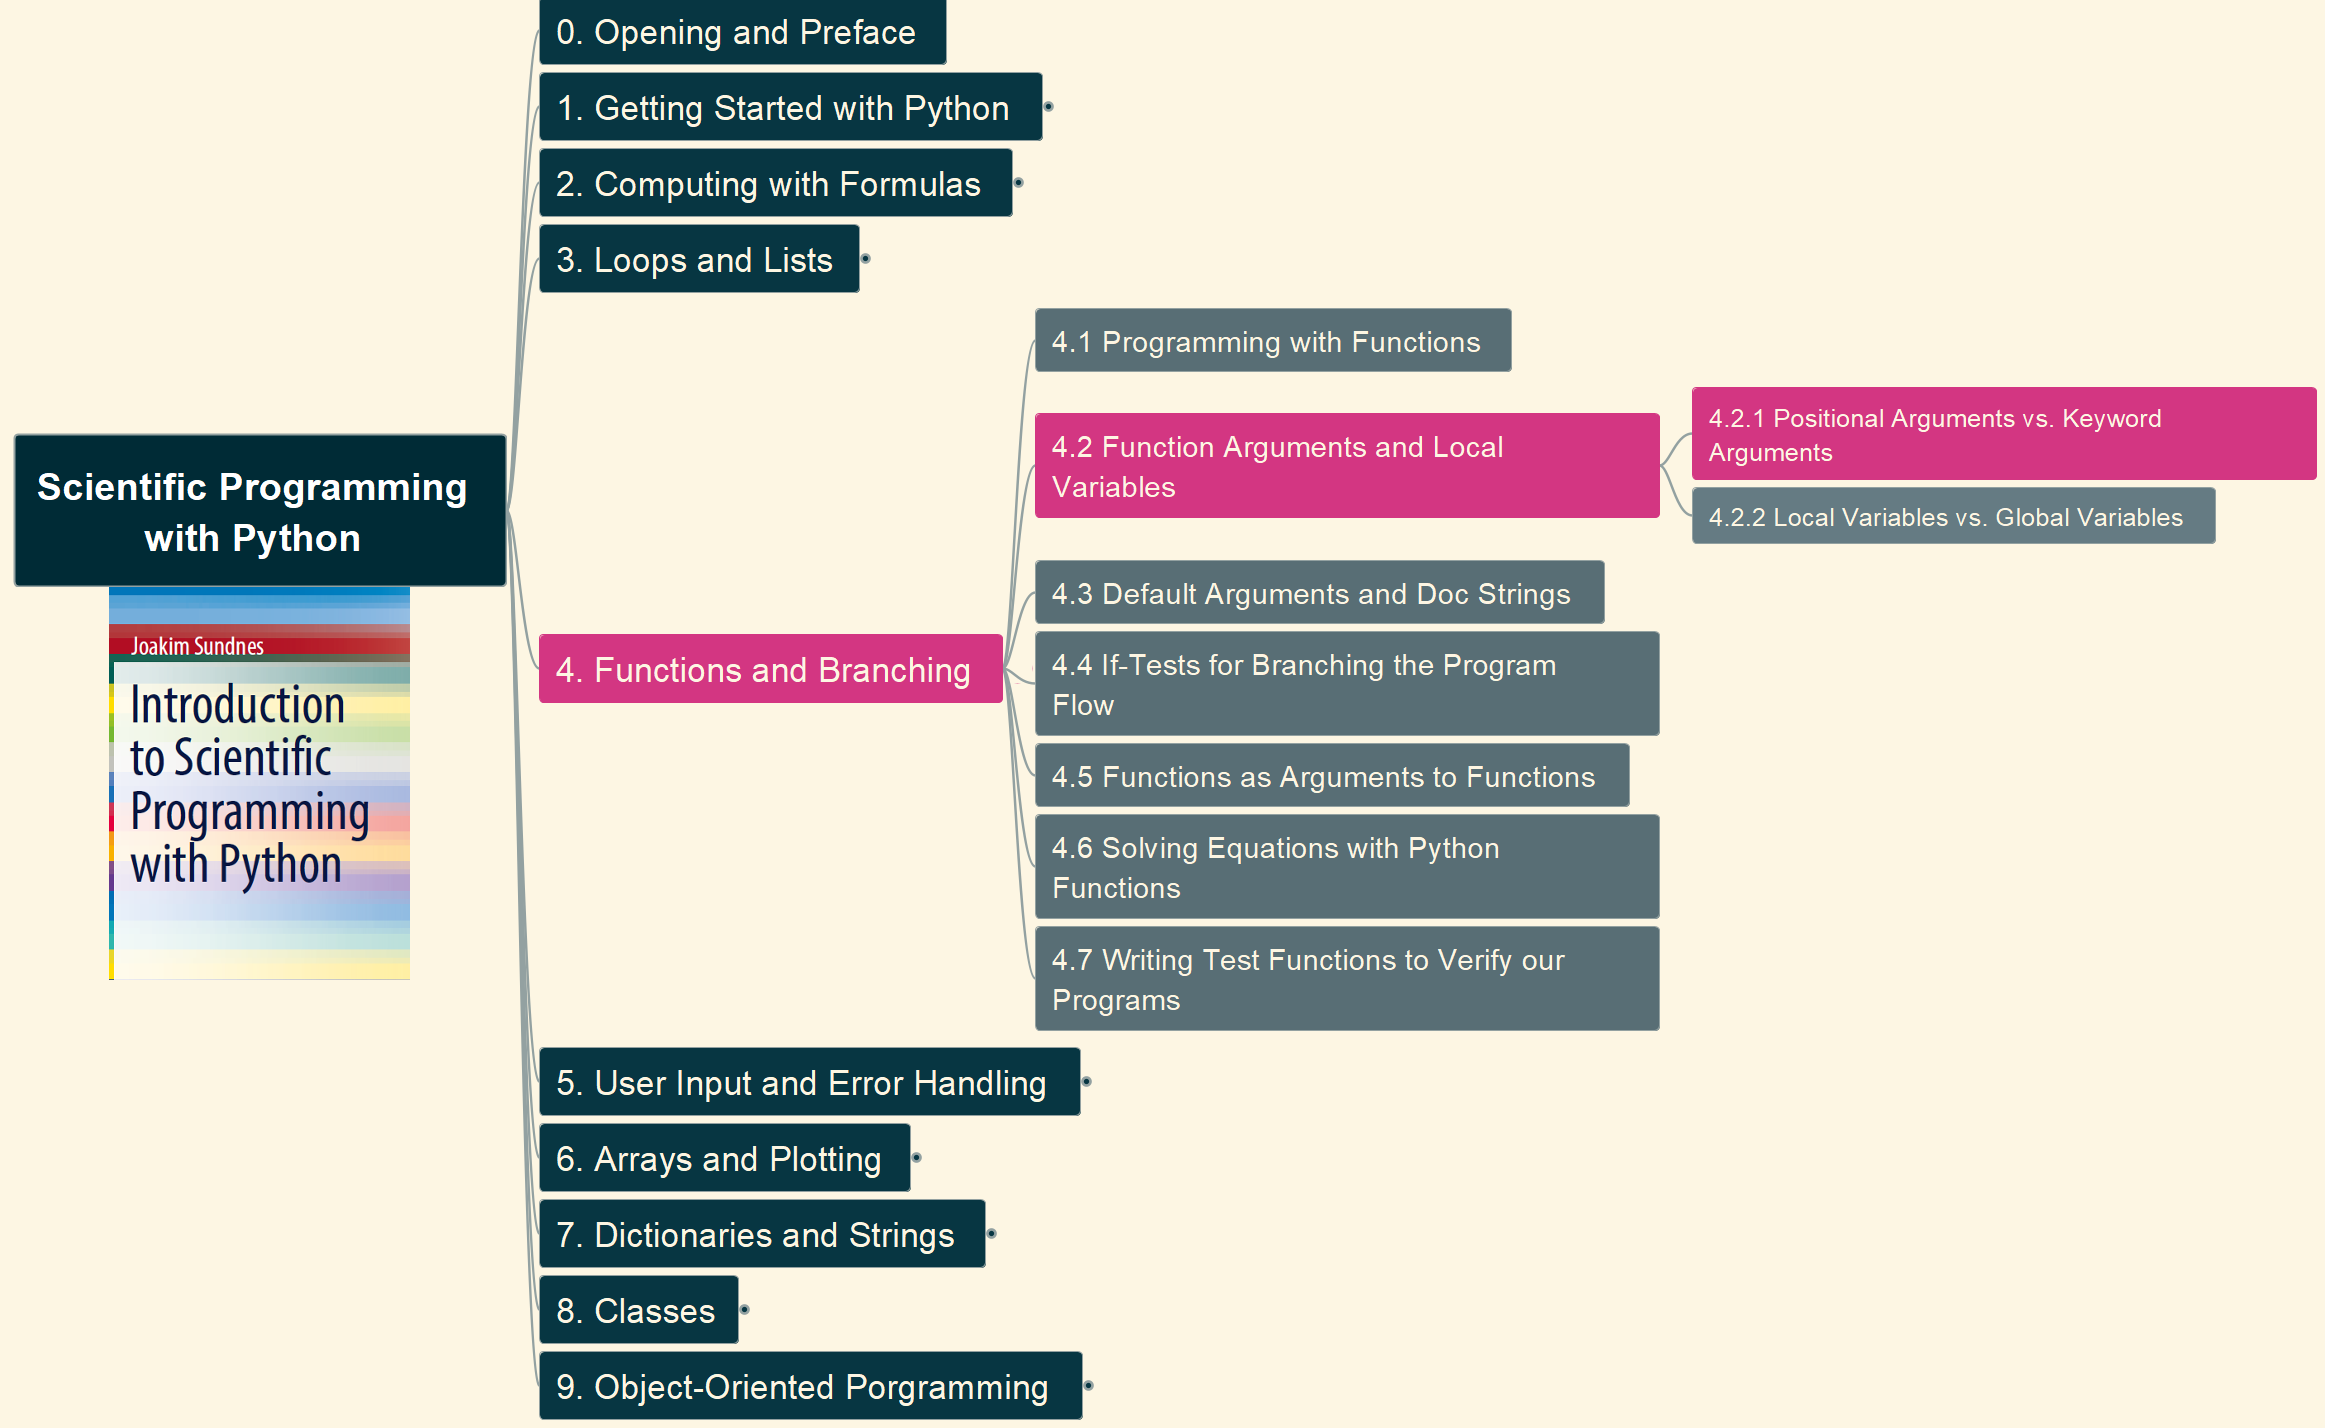 0. Opening and Preface
1. Getting Started with Python
2. Computing with Formulas
3. Loops and Lists
4.1 Programming with Functions
4.2 Function Arguments and Local
Variables
4.2.1 Positional Arguments vs. Keyword
Arguments
4.2.2 Local Variables vs. Global Variables
Scientific Programming
with Python
Joakim Sundnes
Introduction
to Scientific
Programming
with Python
4. Functions and Branching
4.3 Default Arguments and Doc Strings
4.4 If-Tests for Branching the Program
Flow
4.5 Functions as Arguments to Functions
4.6 Solving Equations with Python
Functions
4.7 Writing Test Functions to Verify our
Programs
5. User Input and Error Handling
6. Arrays and Plotting
7. Dictionaries and Strings
8. Classes
9. Object-Oriented Porgramming